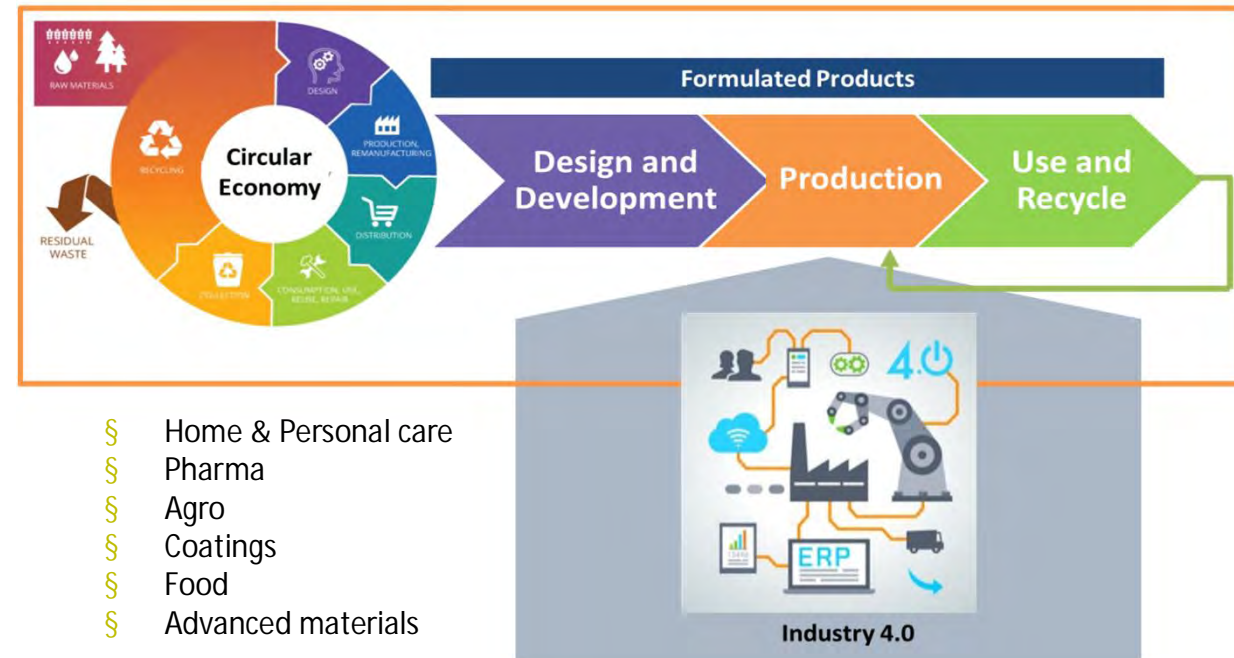 RAW MATERIALS
DESIGN
PRODUCTION,
REMANUFACTURING
DISTRIBUTION
CONSUMPTION, USE,
REUSE, REPAIR
COLLECTION
RECYCLING
RESIDUAL
WASTE
Circular
Economy
Formulated Products
Design and
Development
Production
Use and
Recycle
4.0
ERP
Industry 4.0
§ Home & Personal care
§ Pharma
§ Agro
§ Coatings
§ Food
§ Advanced materials